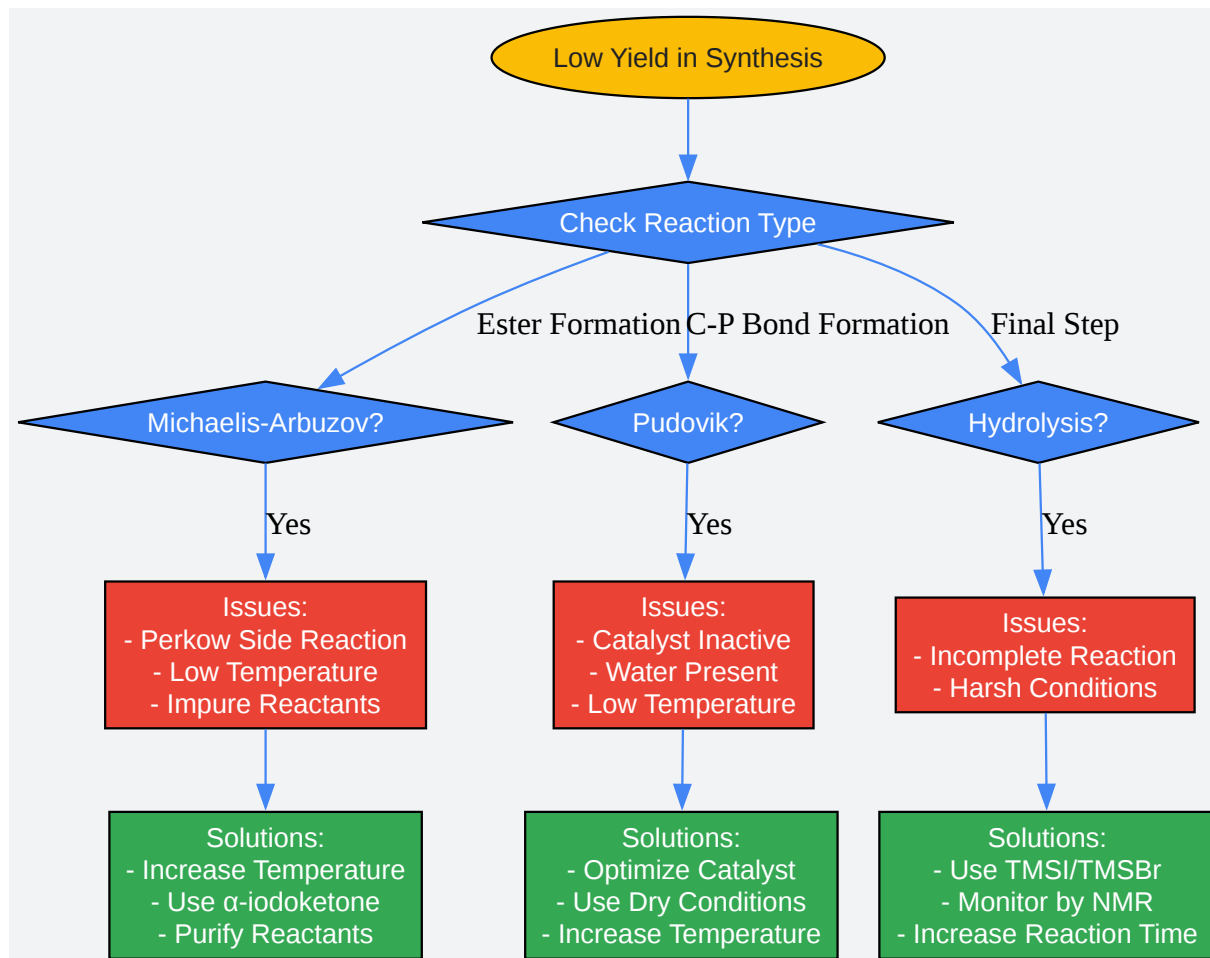 Low Yield in Synthesis
Check Reaction Type
Ester Formation
C-P Bond Formation
Final Step
Michaelis-Arbuzov?
Pudovik?
Hydrolysis?
Yes
Yes
Yes
Issues:
- Perkow Side Reaction
- Low Temperature
- Impure Reactants
Issues:
- Catalyst Inactive
- Water Present
- Low Temperature
Issues:
- Incomplete Reaction
- Harsh Conditions
Solutions:
- Increase Temperature
- Use α-iodoketone
- Purify Reactants
Solutions:
- Optimize Catalyst
- Use Dry Conditions
- Increase Temperature
Solutions:
- Use TMSI/TMSBr
- Monitor by NMR
- Increase Reaction Time